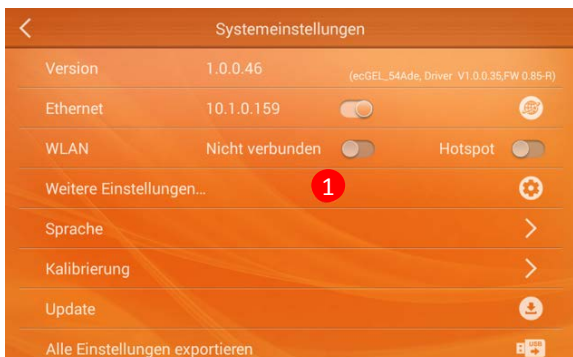 Systemeinstellungen
Version 1.0.0.46 (ecGEL_54Ade, Driver V1.0.0.35,FW 0.85-R)
Ethernet 10.1.0.159
WLAN Nicht verbunden Hotspot
Weitere Einstellungen... 1
Sprache
Kalibrierung
Update
Alle Einstellungen exportieren USB